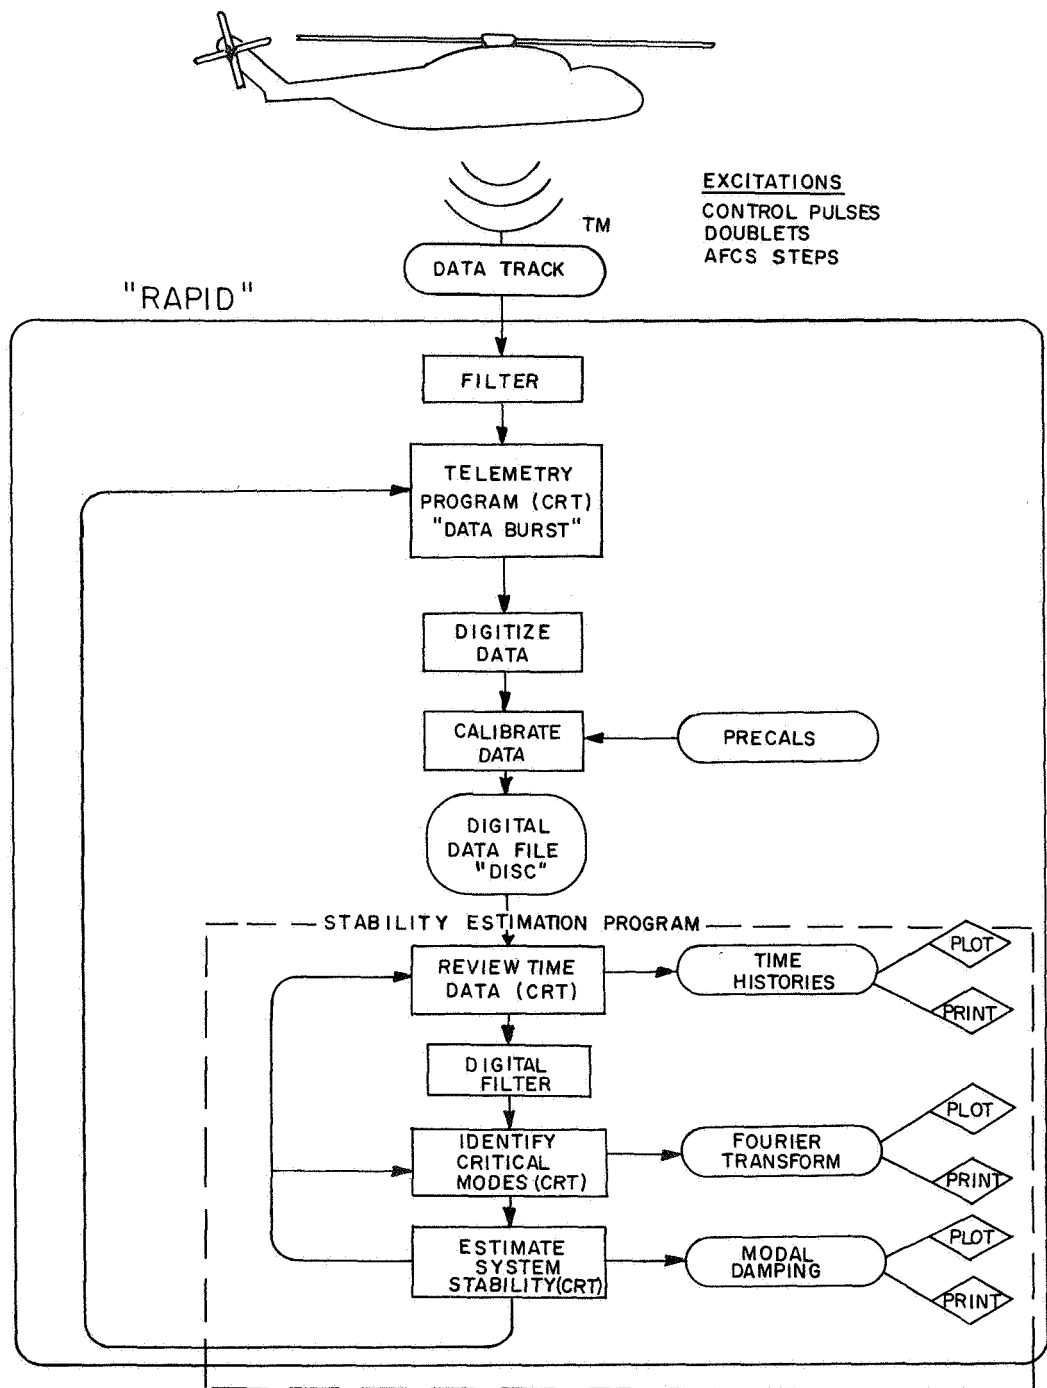 EXCITATIONS
CONTROL PULSES
DOUBLETS
AFCS STEPS
TM
DATA TRACK
"RAPID"
FILTER
TELEMETRY
PROGRAM (CRT)
"DATA BURST"
DIGITIZE
DATA
CALIBRATE
DATA
PRECALS
DIGITAL
DATA FILE
"DISC"
STABILITY ESTIMATION PROGRAM
REVIEW TIME
DATA (CRT)
TIME
HISTORIES
PLOT
PRINT
DIGITAL
FILTER
IDENTIFY
CRITICAL
MODES (CRT)
FOURIER
TRANSFORM
PLOT
PRINT
ESTIMATE
SYSTEM
STABILITY (CRT)
MODAL
DAMPING
PLOT
PRINT